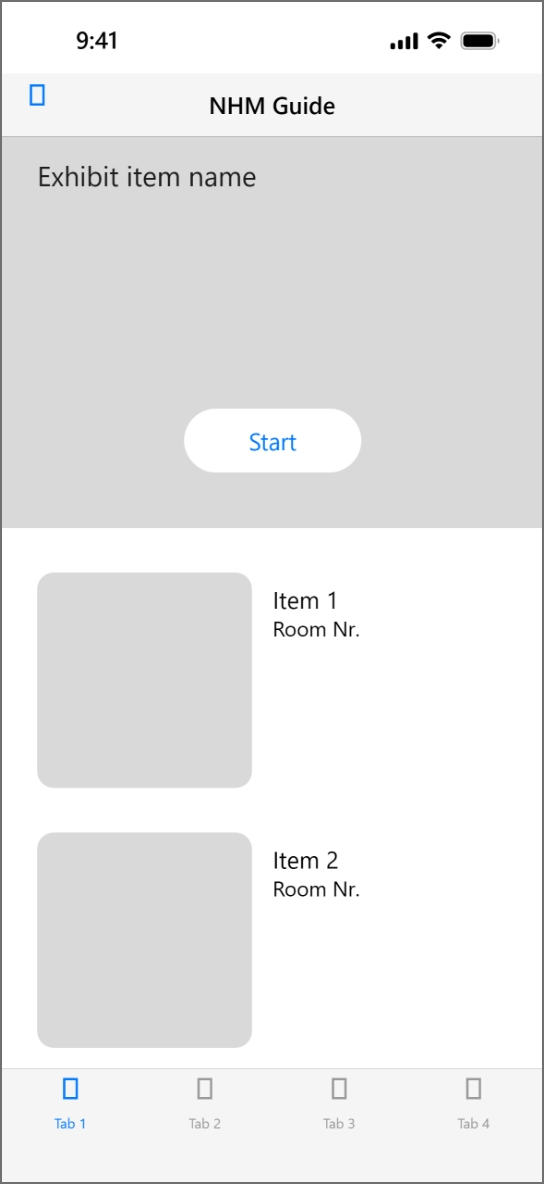 9:41
NHM Guide
Exhibit item name
Start
Item 1
Room Nr.
Item 2
Room Nr.
Tab 1
Tab 2
Tab 3
Tab 4